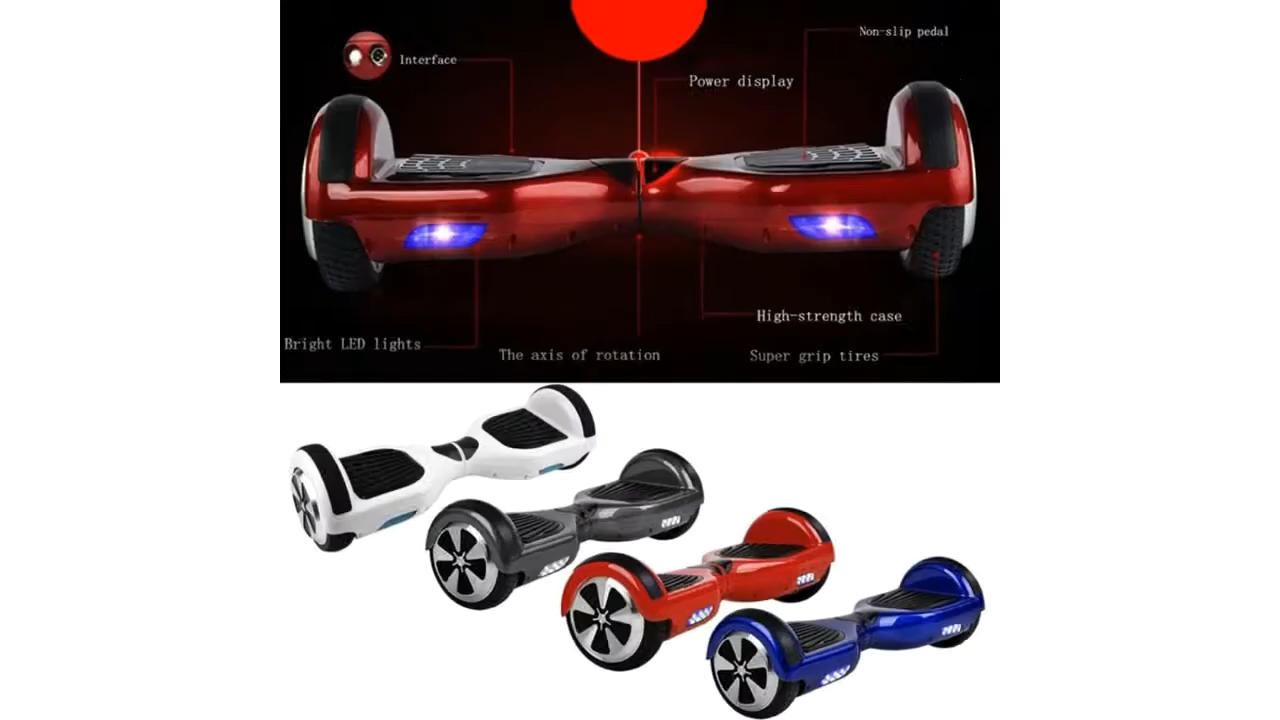 Non-slip pedal
Interface
Power display
High-strength case
Bright LED lights
The axis of rotation
Super grip tires